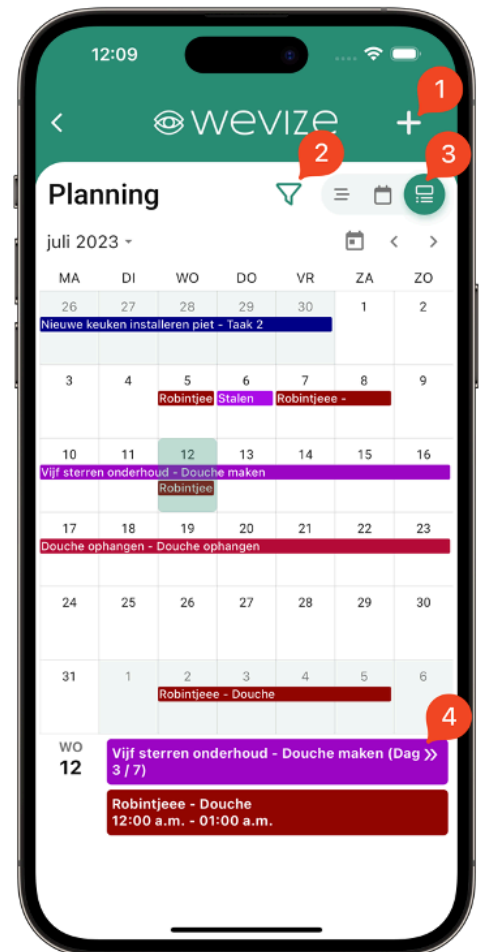 12:09
1
wevize
2
3
Planning
juli 2023
MA DI WO DO VR ZA ZO
26 27 28 29 30 1 2
Nieuwe keuken installeren piet - Taak 2
3 4 5 6 7 8 9
Robintjee Stalen Robintjeee -
10 11 12 13 14 15 16
Vijf sterren onderhoud - Douche maken
Robintjee
17 18 19 20 21 22 23
Douche ophangen - Douche ophangen
24 25 26 27 28 29 30
31 1 2 3 4 5 6
Robintjeee - Douche
4
WO
12
Vijf sterren onderhoud - Douche maken (Dag
3 / 7)
Robintjeee - Douche
12:00 a.m. - 01:00 a.m.